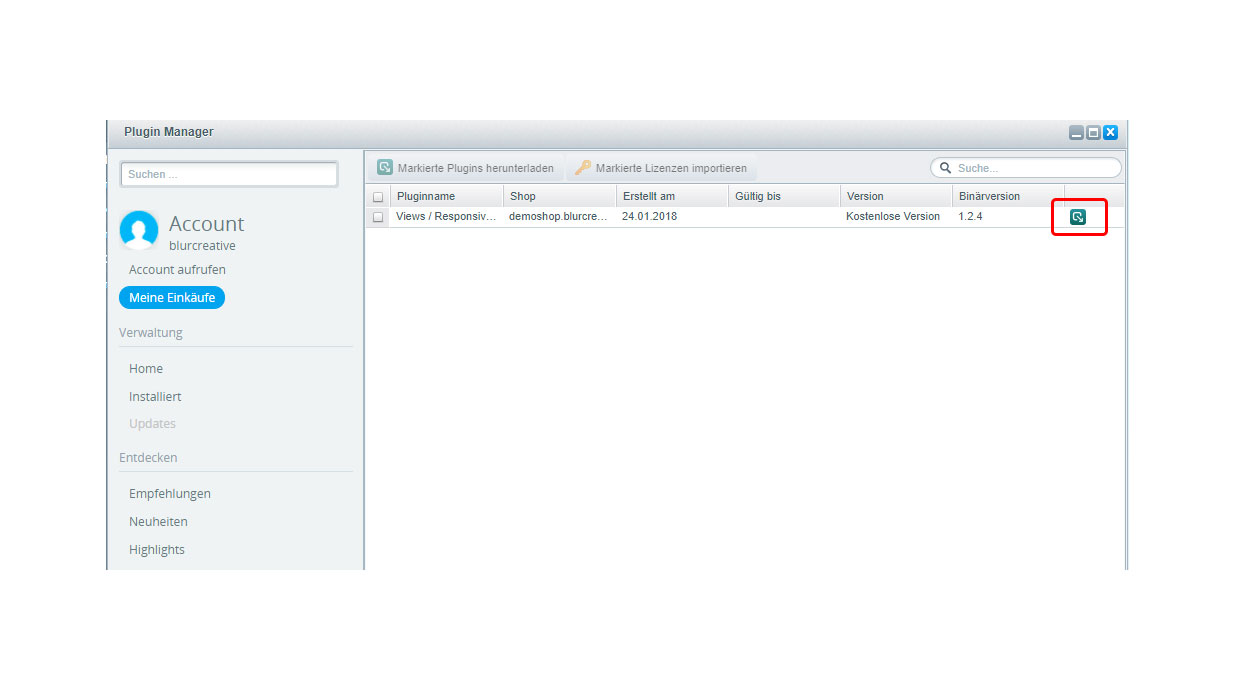 Plugin Manager
Suchen ...
Account
blurcreative
Account aufrufen
Meine Einkäufe
Verwaltung
Home
Installiert
Updates
Entdecken
Empfehlungen
Neuheiten
Highlights
Markierte Plugins herunterladen Markierte Lizenzen importieren Suche...
Pluginname Shop Erstellt am Gültig bis Version Binärversion
Views / Responsiv... demoshop.blurcre... 24.01.2018 Kostenlose Version 1.2.4